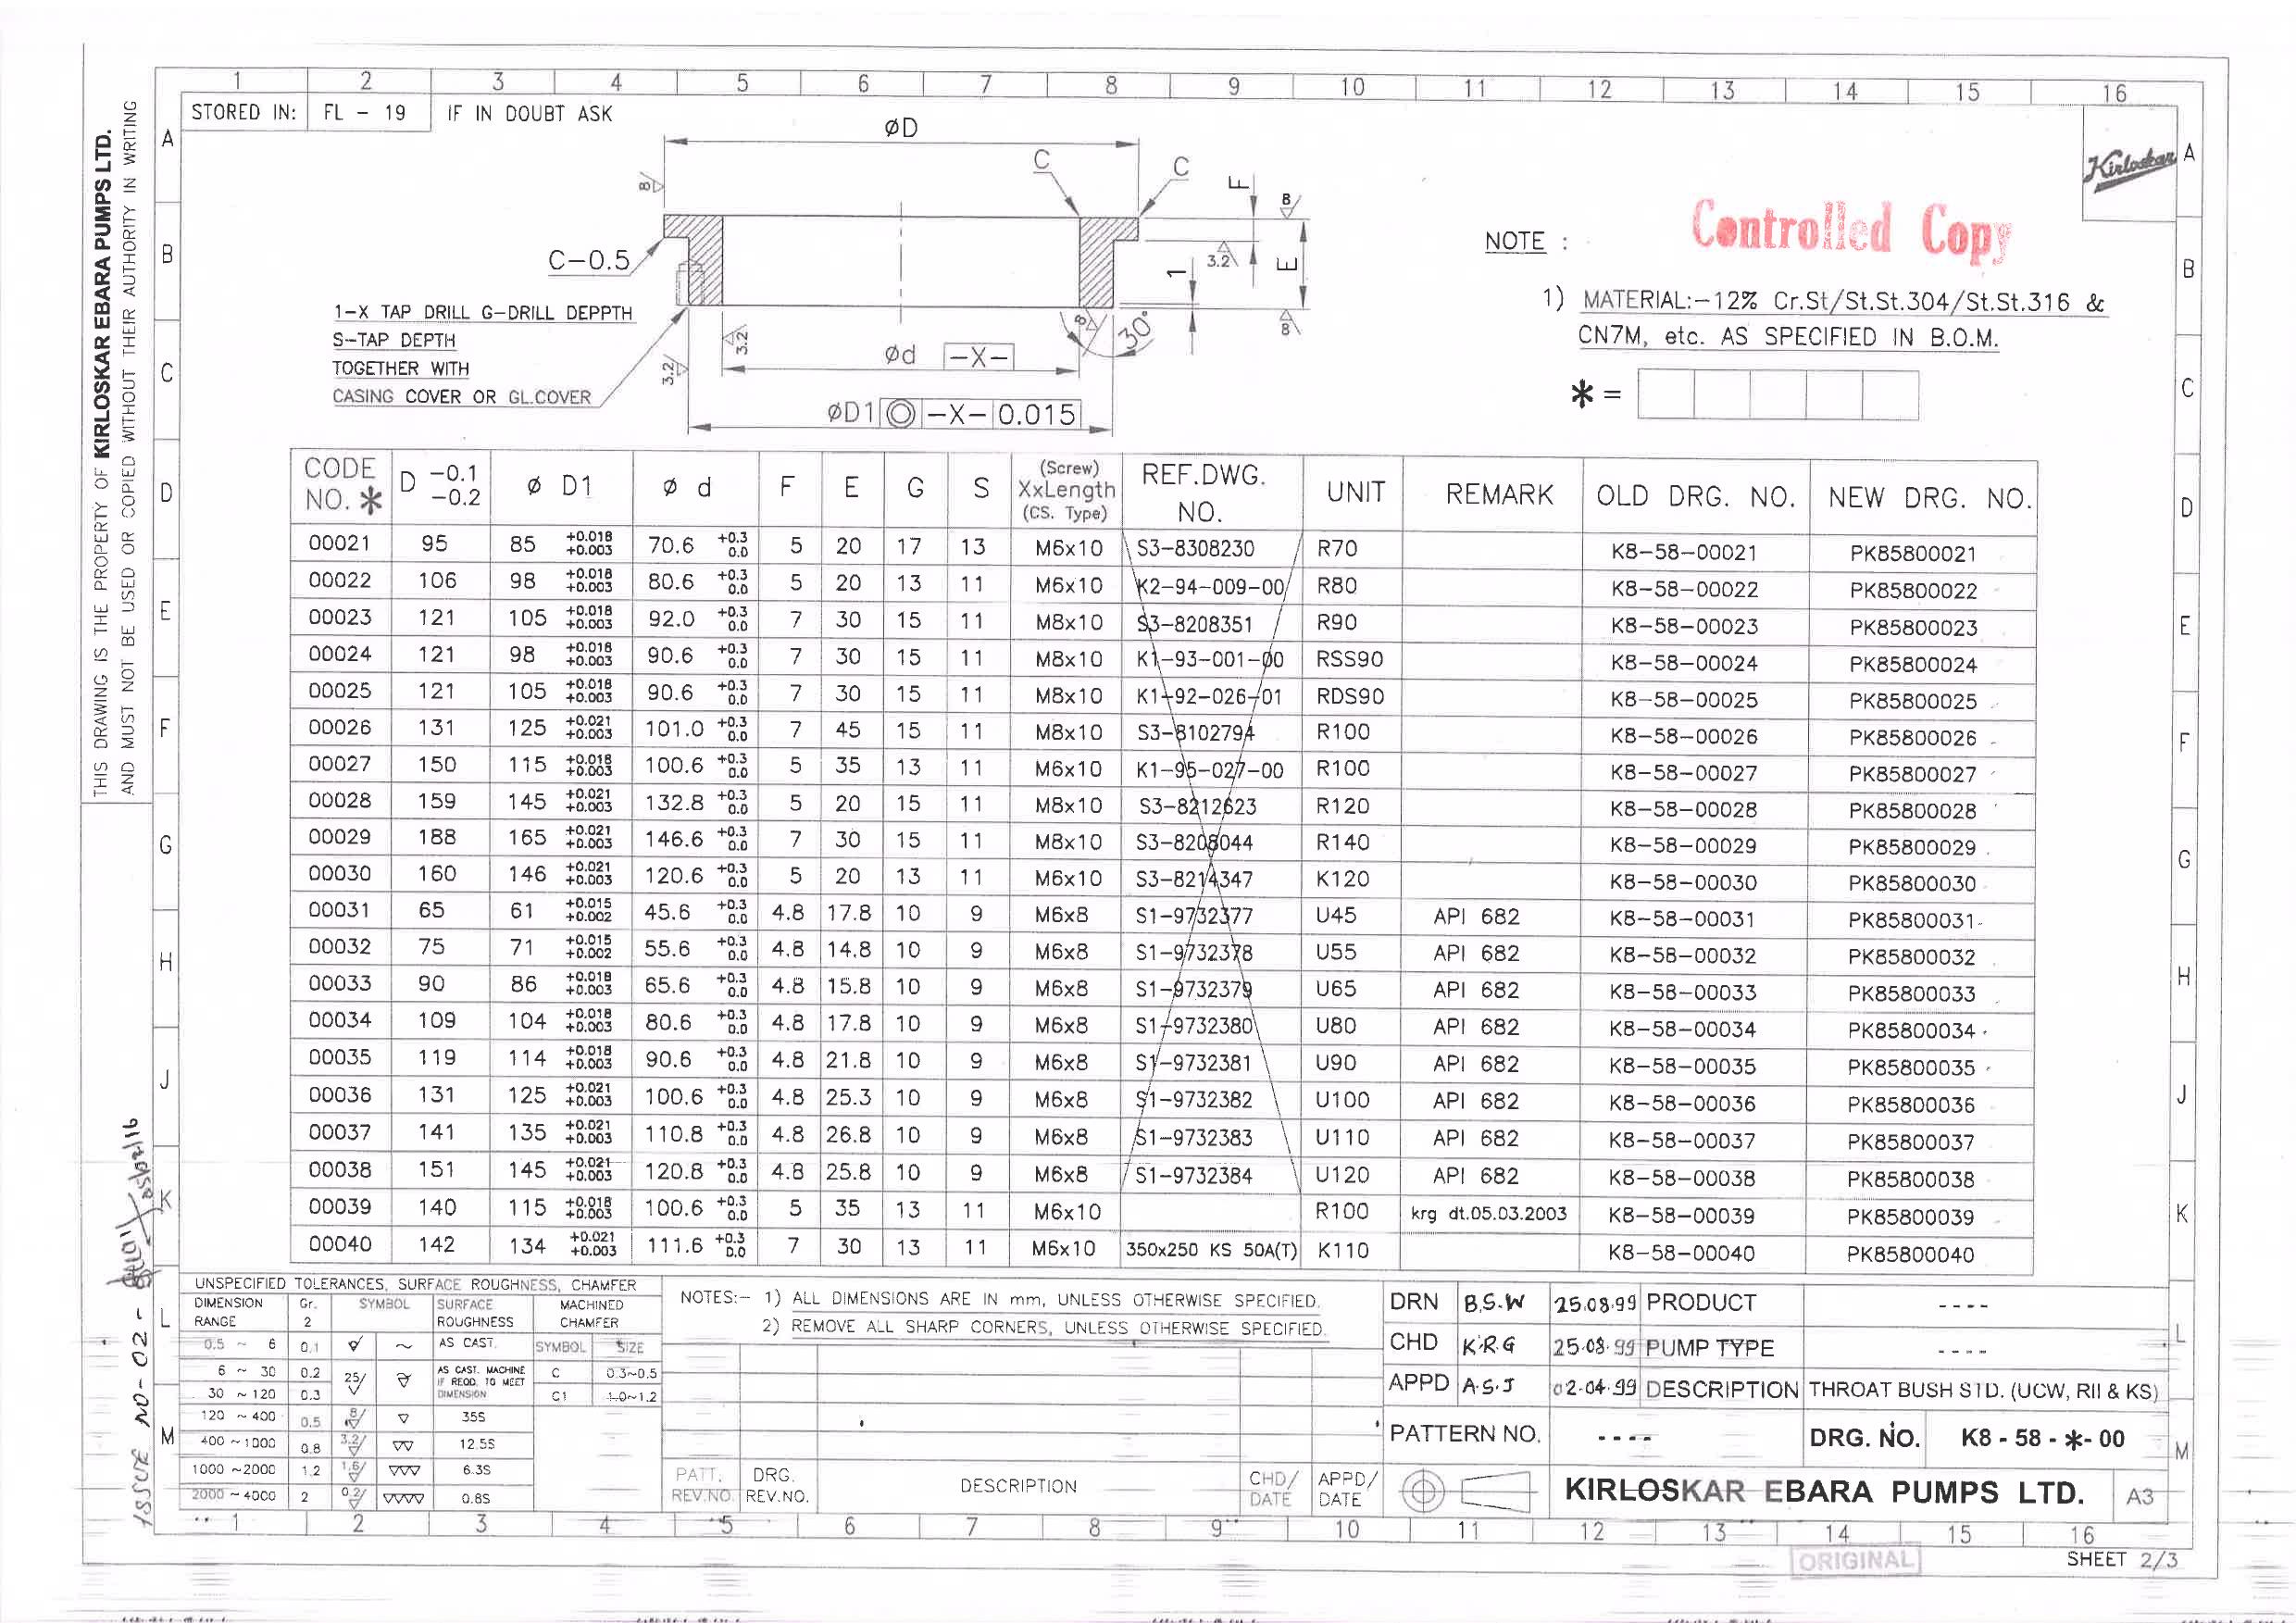 1 2 3 4 5 6 7 8 9 10 11 12 13 14 15 16
STORED IN: FL - 19 IF IN DOUBT ASK
THIS DRAWING IS THE PROPERTY OF KIRLOSKAR EBARA PUMPS LTD.
AND MUST NOT BE USED OR COPIED WITHOUT THEIR AUTHORITY IN WRITING
A B C D E F G H J K L M
Kirloskar
A B C D E F G H J K L M
ØD
C C F
8 8
C-0.5
3.2 1 E
1-X TAP DRILL G-DRILL DEPPTH
S-TAP DEPTH
TOGETHER WITH
CASING COVER OR GL.COVER
3.2 3.2 8 30° 8
Ød -X-
ØD1 ◎ -X- 0.015
Controlled Copy
NOTE :
1) MATERIAL:-12% Cr.St/St.St.304/St.St.316 &
CN7M, etc. AS SPECIFIED IN B.O.M.
* =
CODE NO. * D -0.1 -0.2 ø D1 ø d F E G S (Screw) XxLength (CS. Type) REF.DWG. NO. UNIT REMARK OLD DRG. NO. NEW DRG. NO.
00021 95 85 +0.018 +0.003 70.6 +0.3 0.0 5 20 17 13 M6x10 S3-8308230 R70 K8-58-00021 PK85800021
00022 106 98 +0.018 +0.003 80.6 +0.3 0.0 5 20 13 11 M6x10 K2-94-009-00 R80 K8-58-00022 PK85800022
00023 121 105 +0.018 +0.003 92.0 +0.3 0.0 7 30 15 11 M8x10 S3-8208351 R90 K8-58-00023 PK85800023
00024 121 98 +0.018 +0.003 90.6 +0.3 0.0 7 30 15 11 M8x10 K1-93-001-00 RSS90 K8-58-00024 PK85800024
00025 121 105 +0.018 +0.003 90.6 +0.3 0.0 7 30 15 11 M8x10 K1-92-026-01 RDS90 K8-58-00025 PK85800025
00026 131 125 +0.021 +0.003 101.0 +0.3 0.0 7 45 15 11 M8x10 S3-8102794 R100 K8-58-00026 PK85800026
00027 150 115 +0.018 +0.003 100.6 +0.3 0.0 5 35 13 11 M6x10 K1-95-027-00 R100 K8-58-00027 PK85800027
00028 159 145 +0.021 +0.003 132.8 +0.3 0.0 5 20 15 11 M8x10 S3-8212623 R120 K8-58-00028 PK85800028
00029 188 165 +0.021 +0.003 146.6 +0.3 0.0 7 30 15 11 M8x10 S3-8208044 R140 K8-58-00029 PK85800029
00030 160 146 +0.021 +0.003 120.6 +0.3 0.0 5 20 13 11 M6x10 S3-8214347 K120 K8-58-00030 PK85800030
00031 65 61 +0.015 +0.002 45.6 +0.3 0.0 4.8 17.8 10 9 M6x8 S1-9732377 U45 API 682 K8-58-00031 PK85800031
00032 75 71 +0.015 +0.002 55.6 +0.3 0.0 4.8 14.8 10 9 M6x8 S1-9732378 U55 API 682 K8-58-00032 PK85800032
00033 90 86 +0.018 +0.003 65.6 +0.3 0.0 4.8 15.8 10 9 M6x8 S1-9732379 U65 API 682 K8-58-00033 PK85800033
00034 109 104 +0.018 +0.003 80.6 +0.3 0.0 4.8 17.8 10 9 M6x8 S1-9732380 U80 API 682 K8-58-00034 PK85800034
00035 119 114 +0.018 +0.003 90.6 +0.3 0.0 4.8 21.8 10 9 M6x8 S1-9732381 U90 API 682 K8-58-00035 PK85800035
00036 131 125 +0.021 +0.003 100.6 +0.3 0.0 4.8 25.3 10 9 M6x8 S1-9732382 U100 API 682 K8-58-00036 PK85800036
00037 141 135 +0.021 +0.003 110.8 +0.3 0.0 4.8 26.8 10 9 M6x8 S1-9732383 U110 API 682 K8-58-00037 PK85800037
00038 151 145 +0.021 +0.003 120.8 +0.3 0.0 4.8 25.8 10 9 M6x8 S1-9732384 U120 API 682 K8-58-00038 PK85800038
00039 140 115 +0.018 +0.003 100.6 +0.3 0.0 5 35 13 11 M6x10 R100 krg dt.05.03.2003 K8-58-00039 PK85800039
00040 142 134 +0.021 +0.003 111.6 +0.3 0.0 7 30 13 11 M6x10 350x250 KS 50A(T) K110 K8-58-00040 PK85800040
ISSUE NO-02-
UNSPECIFIED TOLERANCES, SURFACE ROUGHNESS, CHAMFER
DIMENSION RANGE Gr. 2 SYMBOL SURFACE ROUGHNESS MACHINED CHAMFER
0.5 ~ 6 0.1 ~ AS CAST. SYMBOL SIZE
6 ~ 30 0.2 25 AS CAST. MACHINE IF REQD. TO MEET DIMENSION C 0.3~0.5
30 ~ 120 0.3 C1 1.0~1.2
120 ~ 400 0.5 8 ▽ 35S
400 ~ 1000 0.8 3.2 ▽▽ 12.5S
1000 ~2000 1.2 1.6 ▽▽▽ 6.3S
2000 ~ 4000 2 0.2 ▽▽▽▽ 0.8S
NOTES:- 1) ALL DIMENSIONS ARE IN mm, UNLESS OTHERWISE SPECIFIED.
2) REMOVE ALL SHARP CORNERS, UNLESS OTHERWISE SPECIFIED.
PATT. REV.NO. DRG. REV.NO. DESCRIPTION CHD/ DATE APPD/ DATE
DRN B.S.W 25.08.99 PRODUCT ----
CHD K.R.G 25.08.99 PUMP TYPE ----
APPD A.S.J 02.04.99 DESCRIPTION THROAT BUSH STD. (UCW, RII & KS)
PATTERN NO. ---- DRG. NO. K8 - 58 - * - 00
KIRLOSKAR EBARA PUMPS LTD. A3
1 2 3 4 5 6 7 8 9 10 11 12 13 14 15 16
ORIGINAL
SHEET 2/3